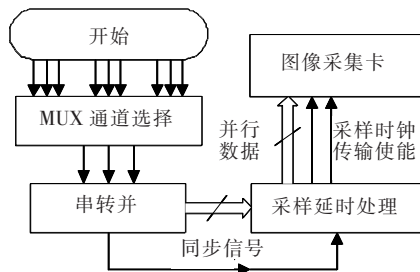 开始
图像采集卡
MUX 通道选择
并行
数据
采样时钟
传输使能
串转并
采样延时处理
同步信号